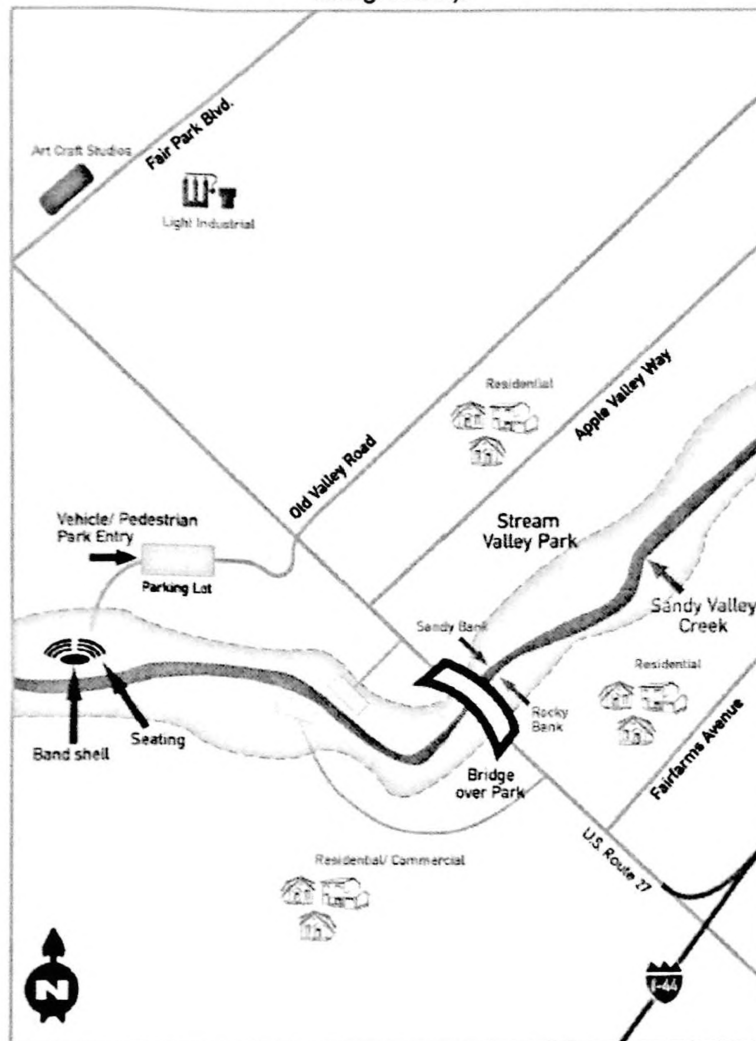 Art Craft Studios
Fair Park Blvd.
Light Industrial
Residential
Apple Valley Way
Old Valley Road
Vehicle/ Pedestrian
Park Entry
Parking Lot
Stream
Valley Park
Sandy Valley
Creek
Sandy Bank
Residential
Rocky
Bank
Seating
Band shell
Bridge
over Park
Fairfarms Avenue
U.S. Route 27
Residential/ Commercial
N
I-44